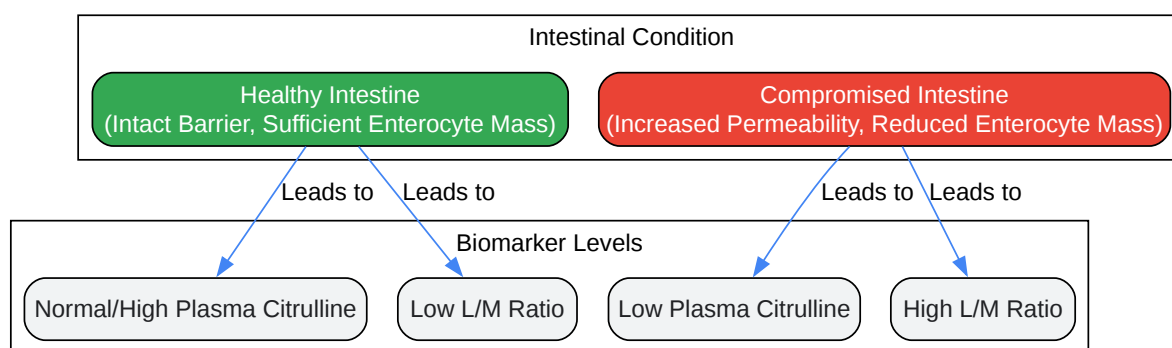 Intestinal Condition
Healthy Intestine
(Intact Barrier, Sufficient Enterocyte Mass)
Compromised Intestine
(Increased Permeability, Reduced Enterocyte Mass)
Leads to
Leads to
Leads to
Leads to
Biomarker Levels
Normal/High Plasma Citrulline
Low L/M Ratio
Low Plasma Citrulline
High L/M Ratio